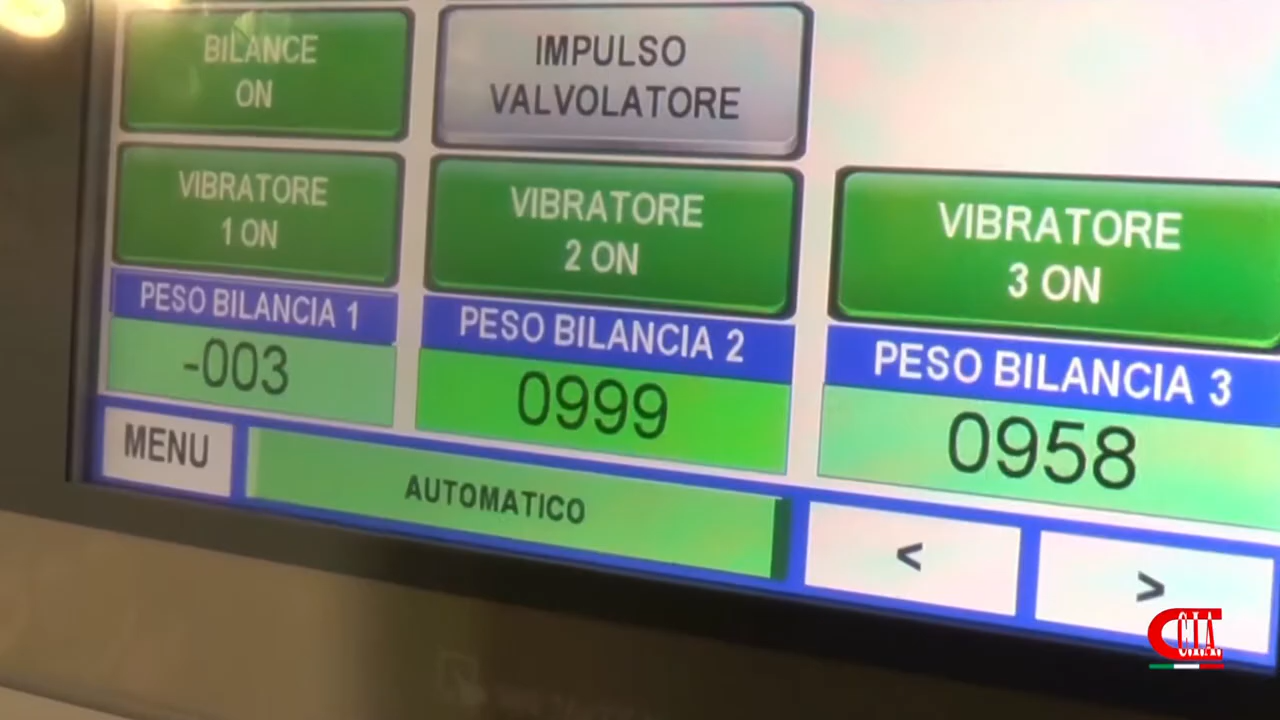 BILANCE
ON
IMPULSO
VALVOLATORE
VIBRATORE
1 ON
VIBRATORE
2 ON
VIBRATORE
3 ON
PESO BILANCIA 1
PESO BILANCIA 2
PESO BILANCIA 3
-003
0999
0958
MENU
AUTOMATICO
<
>
C.I.A.